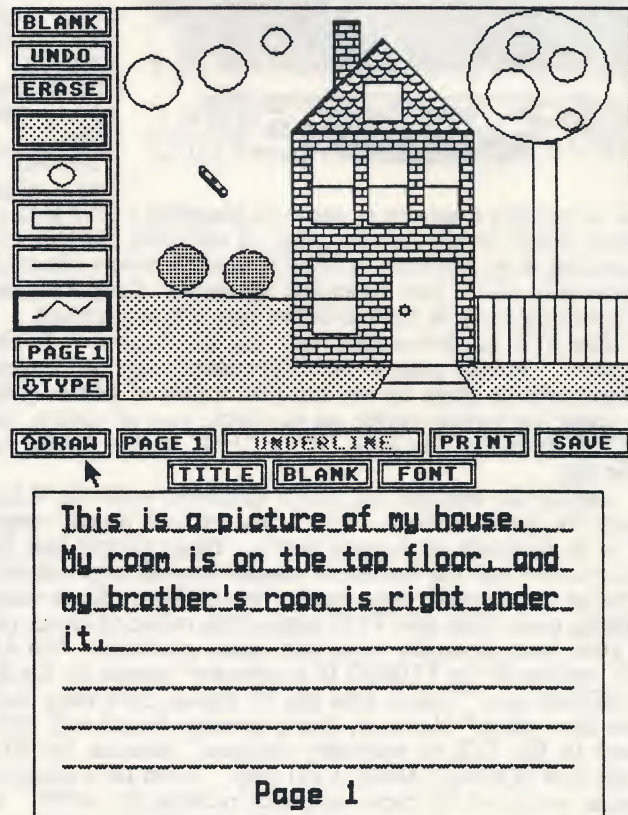 BLANK
UNDO
ERASE
PAGE 1
⇩TYPE
⇧DRAW PAGE 1 UNDERLINE PRINT SAVE
TITLE BLANK FONT
This is a picture of my house.
My room is on the top floor, and
my brother's room is right under
it.
Page 1